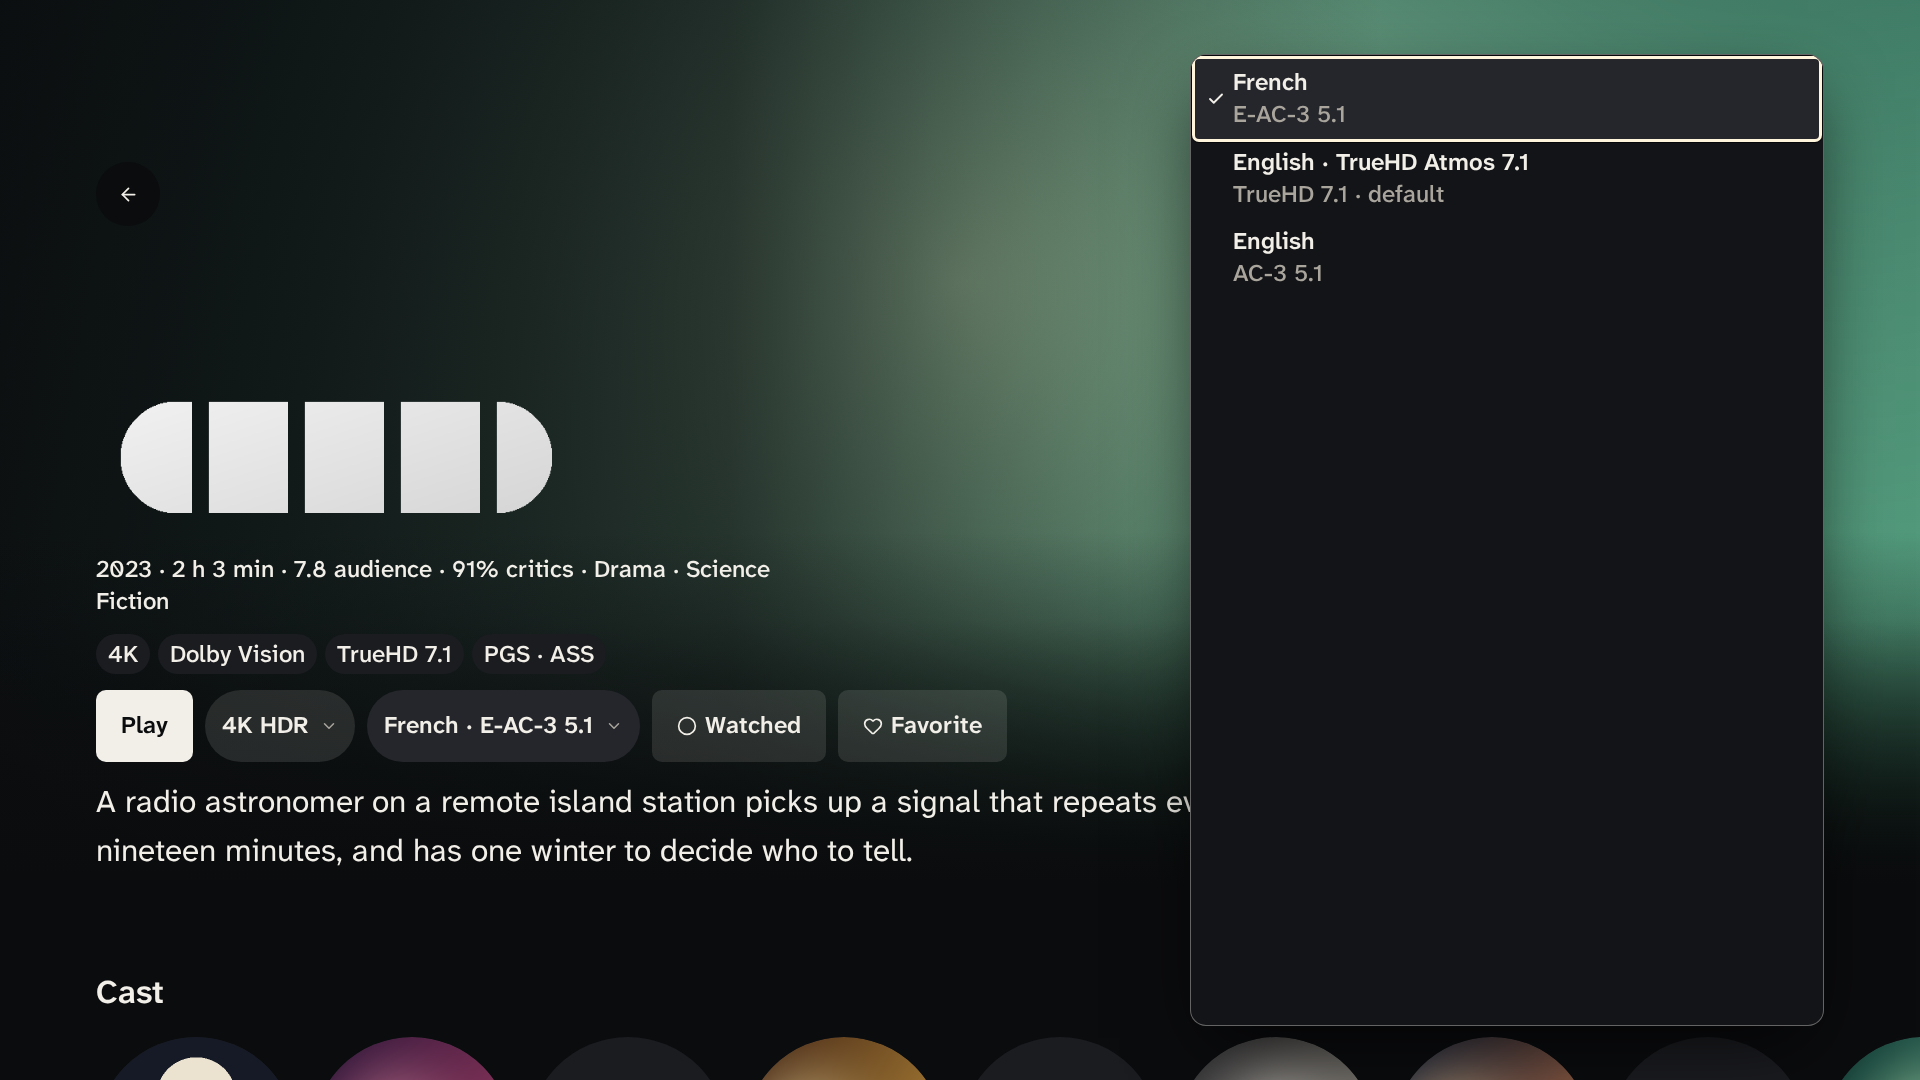 French
E-AC-3 5.1
English · TrueHD Atmos 7.1
TrueHD 7.1 · default
English
AC-3 5.1
2023 · 2 h 3 min · 7.8 audience · 91% critics · Drama · Science
Fiction
4K
Dolby Vision
TrueHD 7.1
PGS · ASS
Play
4K HDR
French · E-AC-3 5.1
Watched
Favorite
A radio astronomer on a remote island station picks up a signal that repeats
nineteen minutes, and has one winter to decide who to tell.
Cast